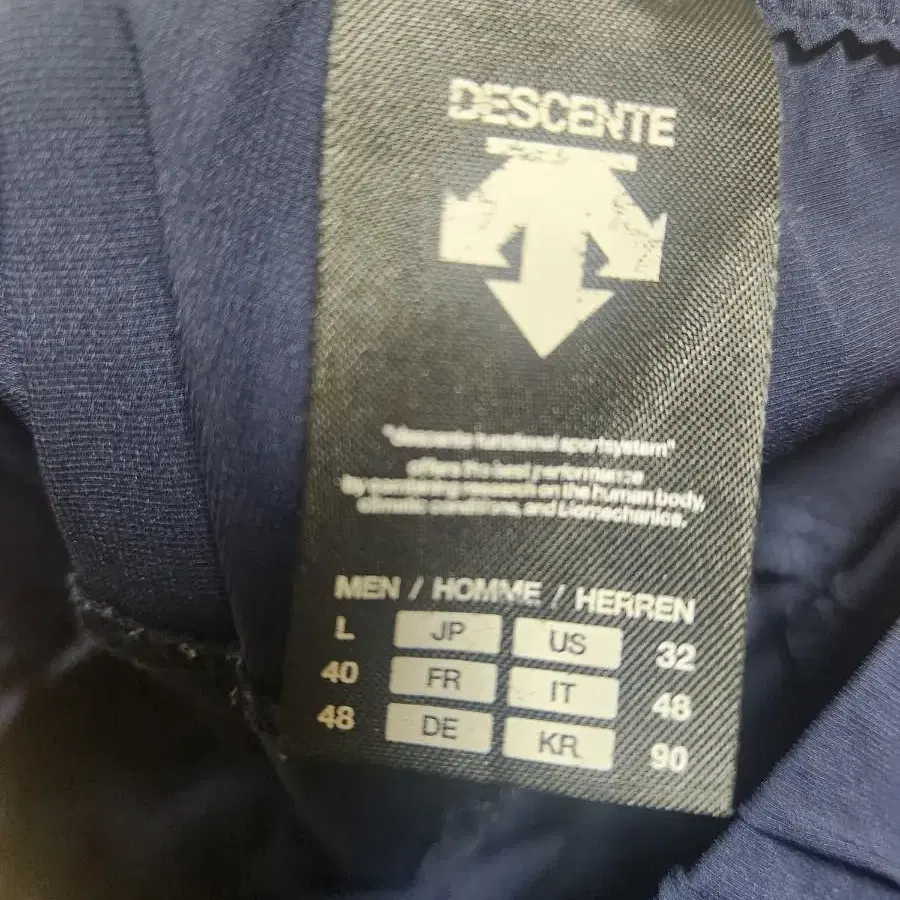 DESCENTE
"descente functional sportsystem"
offers the best performance
by combining research on the human body,
climatic conditions, and biomechanics.
MEN / HOMME / HERREN
L JP US 32
40 FR IT 48
48 DE KR 90